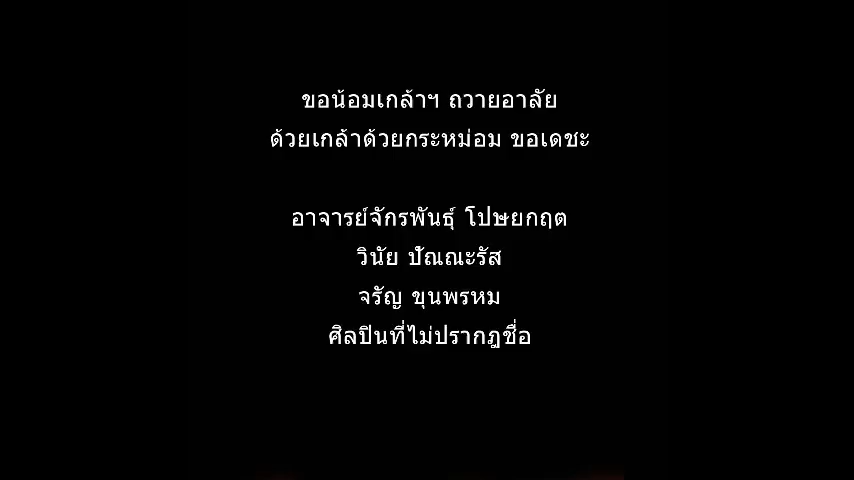 ขอน้อมเกล้าฯ ถวายอาลัย
ด้วยเกล้าด้วยกระหม่อม ขอเดชะ
อาจารย์จักรพันธุ์ โปษยกฤต
วินัย ปัณณะรัส
จรัญ ขุนพรหม
ศิลปินที่ไม่ปรากฎชื่อ